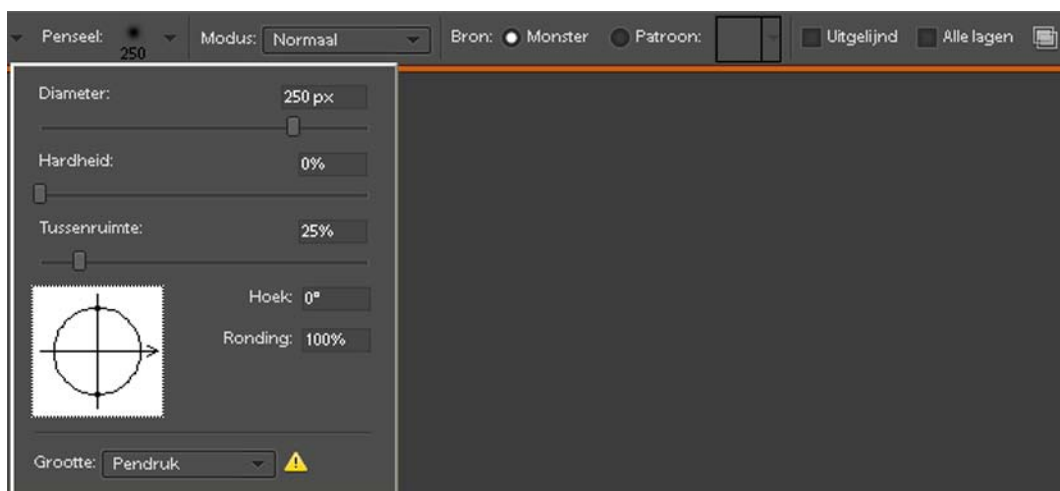 Penseel: 250 Modus: Normaal Bron: Monster Patroon: Uitgelijnd Alle lagen
Diameter: 250 px
Hardheid: 0%
Tussenruimte: 25%
Hoek: 0°
Ronding: 100%
Grootte: Pendruk